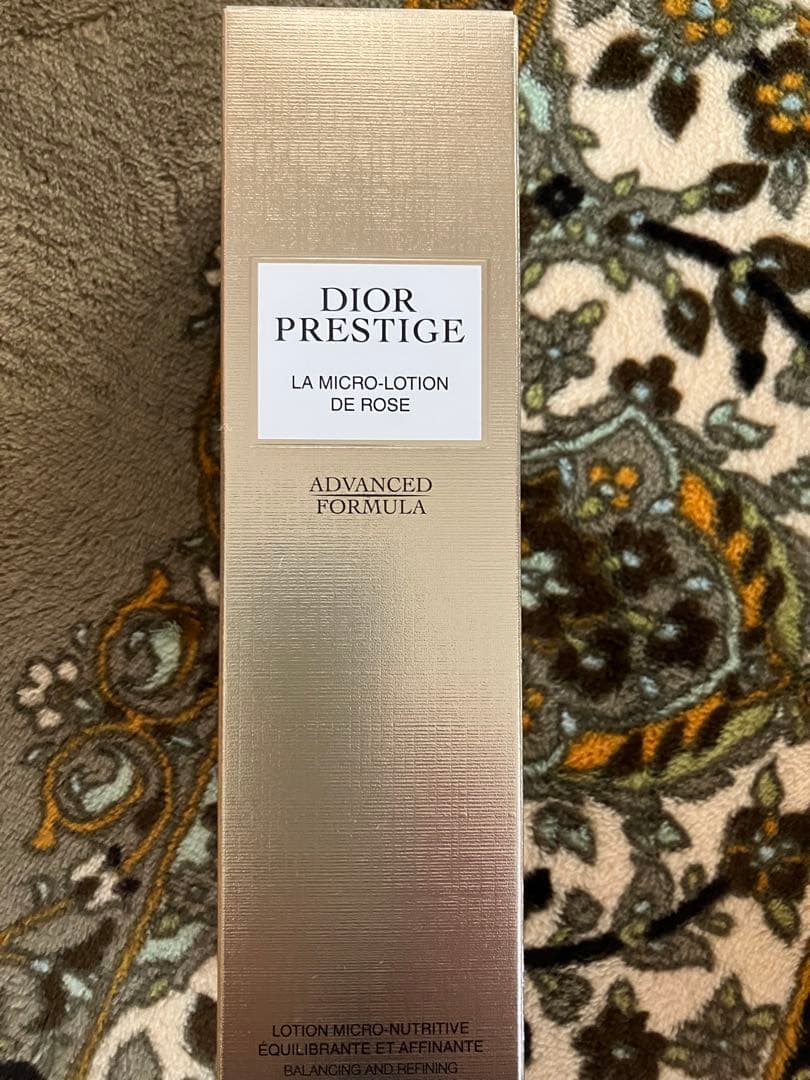 DIOR
PRESTIGE
LA MICRO-LOTION
DE ROSE
ADVANCED
FORMULA
LOTION MICRO-NUTRITIVE
ÉQUILIBRANTE ET AFFINANTE
BALANCING AND REFINING